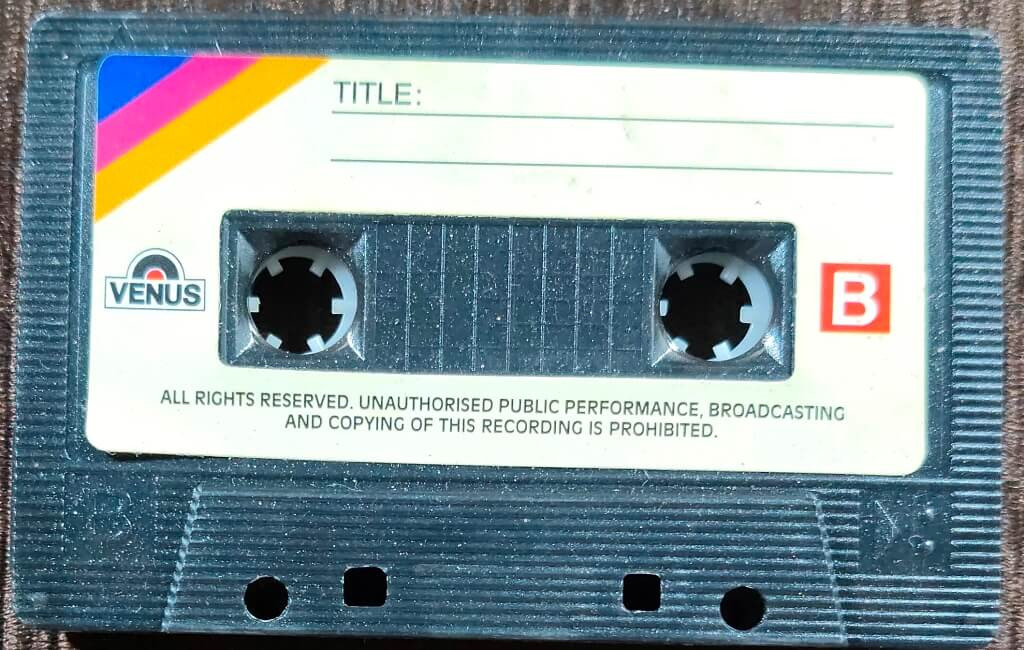 TITLE:
VENUS
B
ALL RIGHTS RESERVED. UNAUTHORISED PUBLIC PERFORMANCE, BROADCASTING
AND COPYING OF THIS RECORDING IS PROHIBITED.